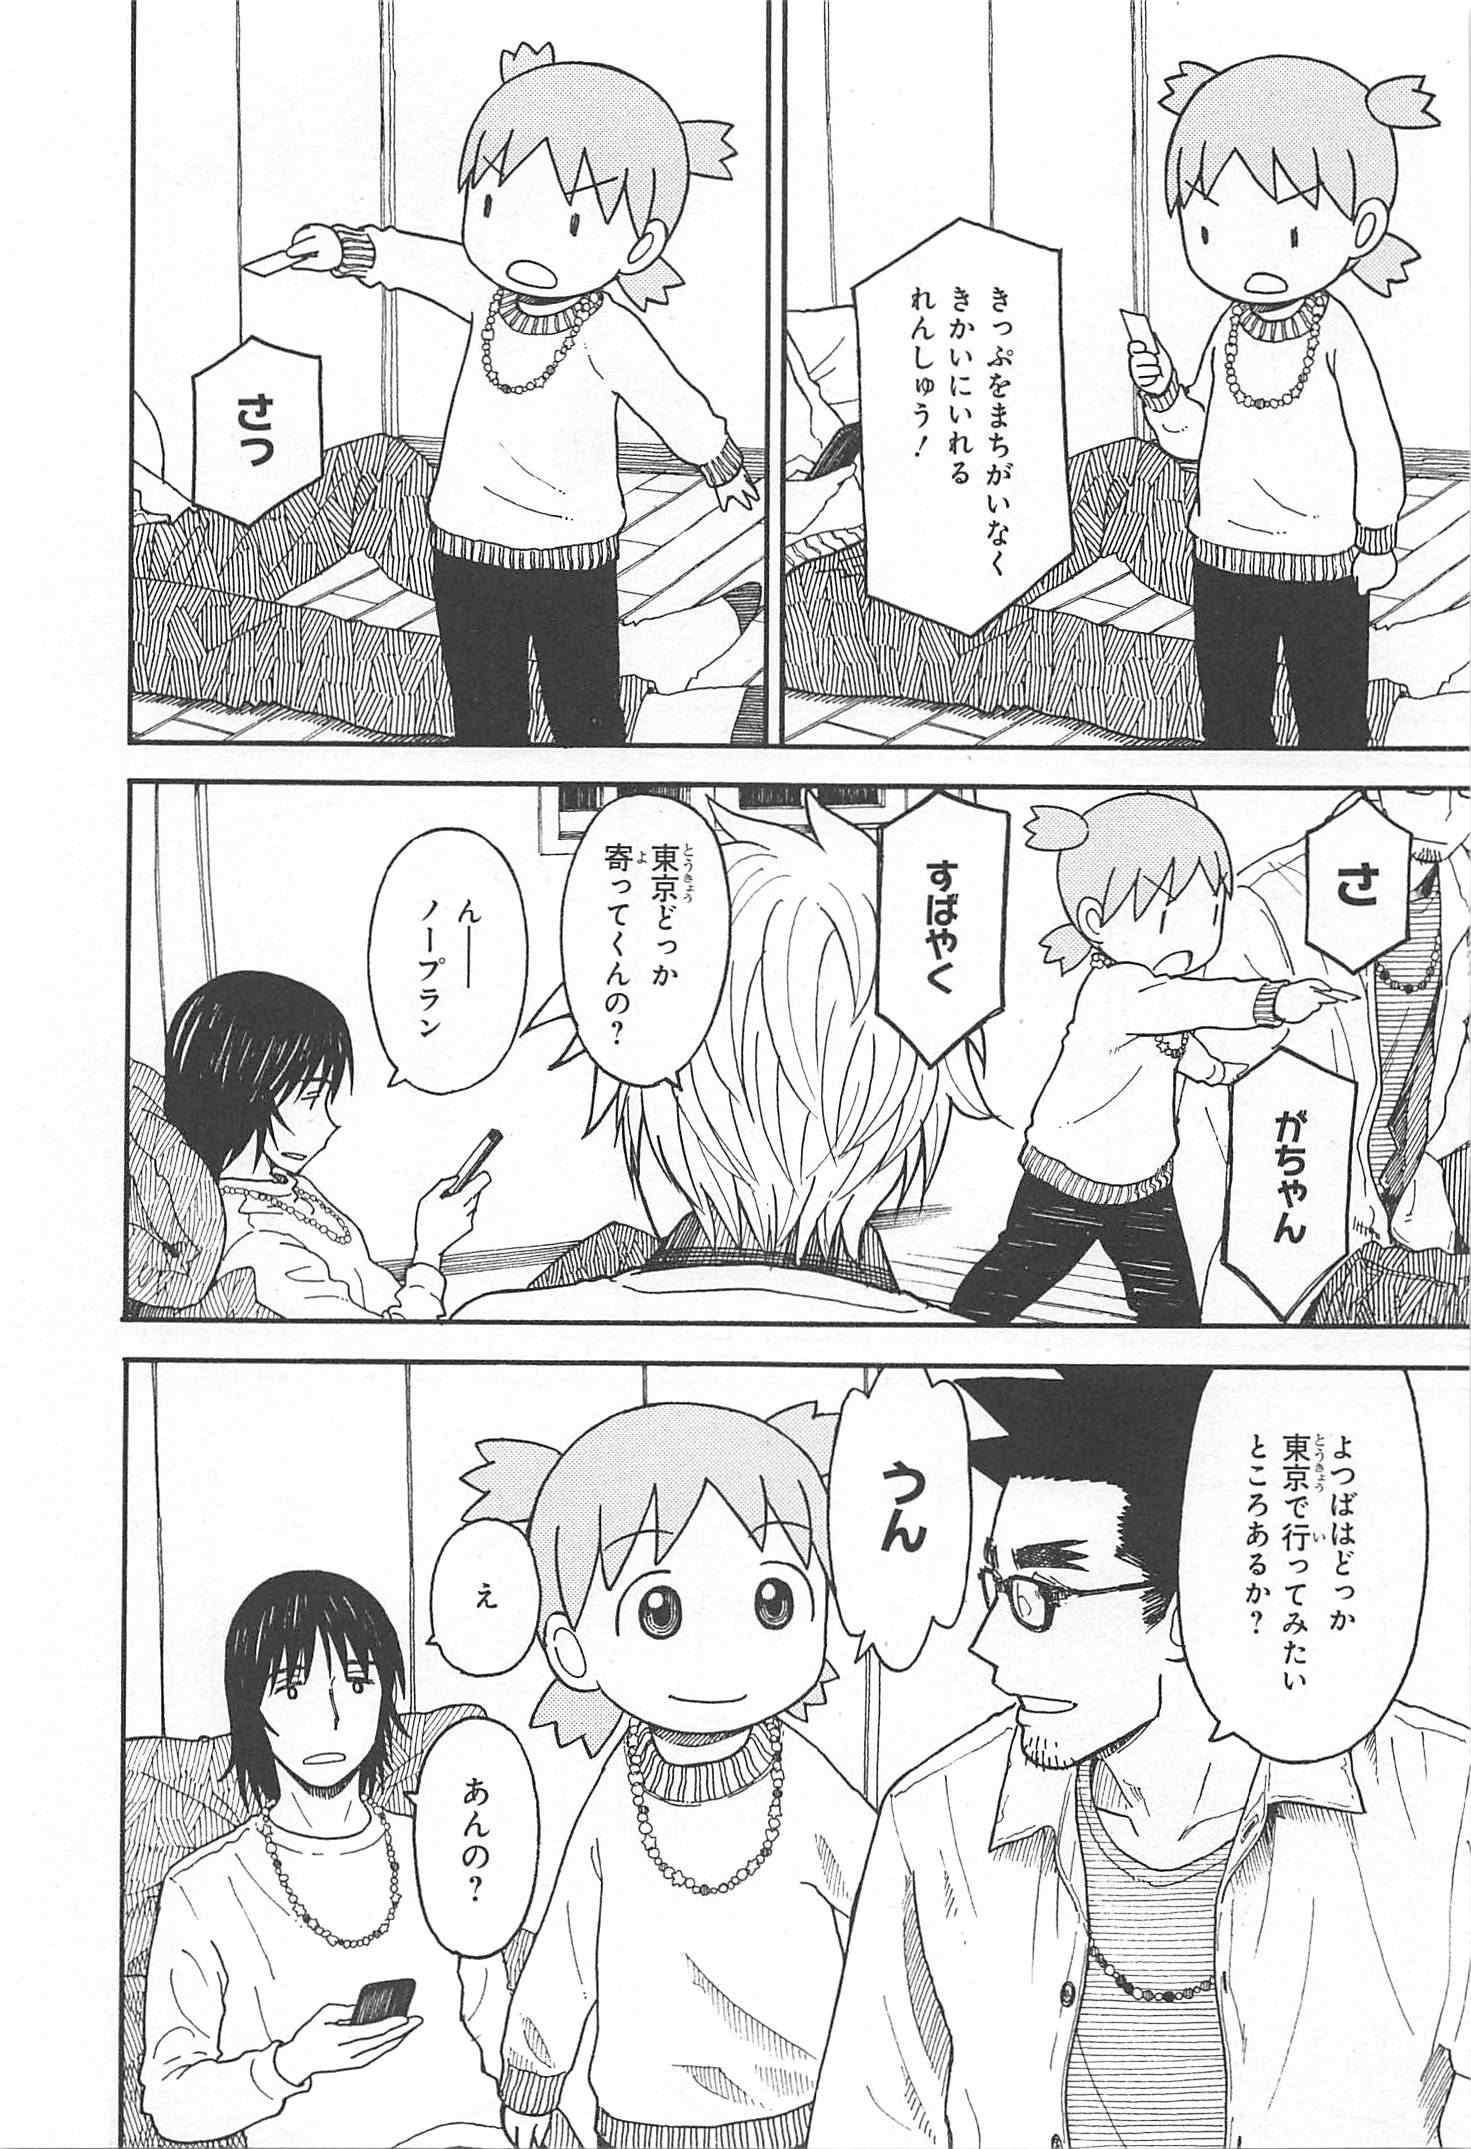 きっぷをまちがいなく
きかいにいれる
れんしゅう!
さっ
さ
がちゃん
すばやく
東京どっか
寄ってくんの?
んー
ノープラン
よつばはどっか
東京で行ってみたい
ところあるか?
うん
え
あんの?